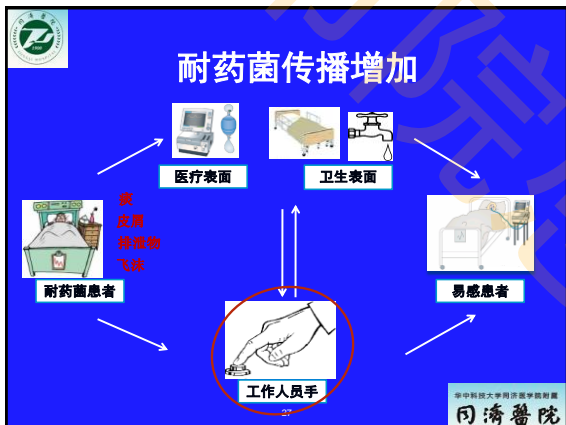 耐药菌传播增加
医疗表面
卫生表面
痰
皮屑
排泄物
飞沫
耐药菌患者
易感患者
工作人员手
27
华中科技大学同济医学院附属
同濟醫院